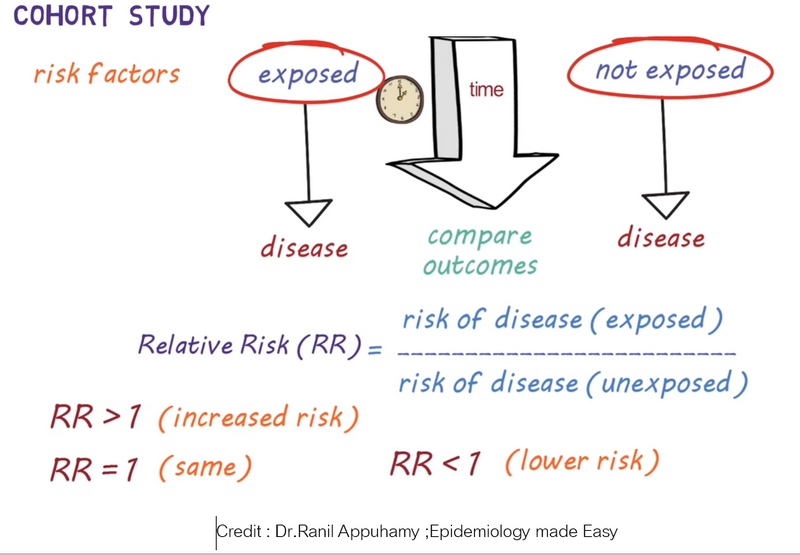 COHORT STUDY
risk factors
exposed
time
not exposed
disease
compare
outcomes
disease
Relative Risk (RR) =
risk of disease (exposed)
risk of disease (unexposed)
RR > 1 (increased risk)
RR = 1 (same)
RR < 1 (lower risk)
Credit : Dr.Ranil Appuhamy ;Epidemiology made Easy